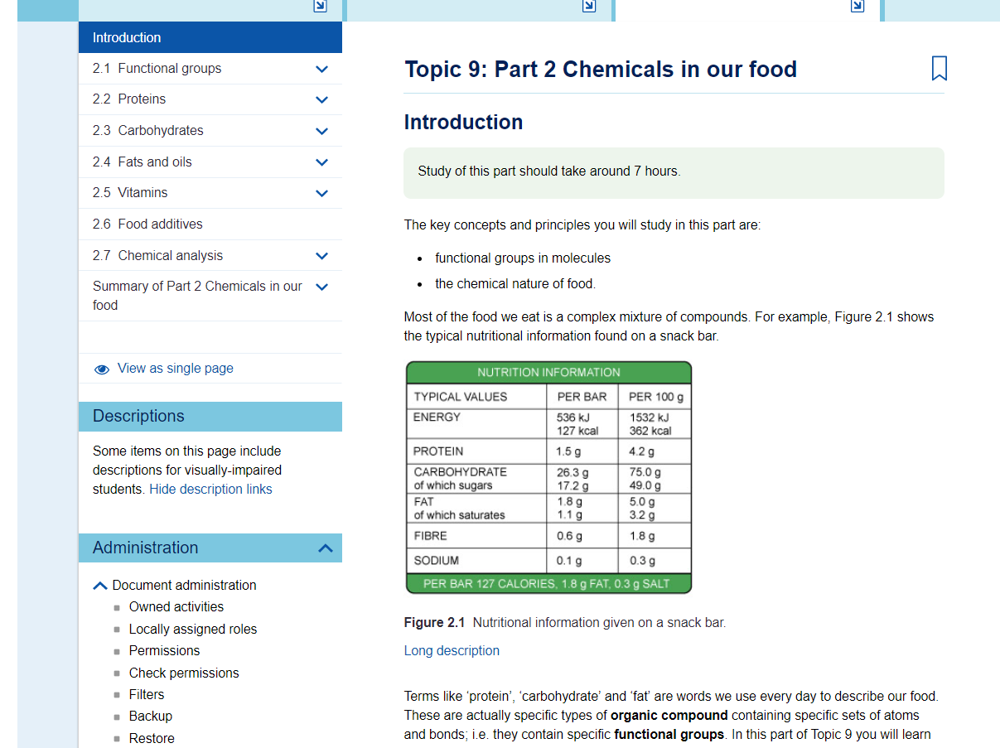 Introduction
2.1 Functional groups
2.2 Proteins
2.3 Carbohydrates
2.4 Fats and oils
2.5 Vitamins
2.6 Food additives
2.7 Chemical analysis
Summary of Part 2 Chemicals in our
food
View as single page
Descriptions
Some items on this page include
descriptions for visually-impaired
students. Hide description links
Administration
Document administration
Owned activities
Locally assigned roles
Permissions
Check permissions
Filters
Backup
Restore
Topic 9: Part 2 Chemicals in our food
Introduction
Study of this part should take around 7 hours.
The key concepts and principles you will study in this part are:
• functional groups in molecules
• the chemical nature of food.
Most of the food we eat is a complex mixture of compounds. For example, Figure 2.1 shows
the typical nutritional information found on a snack bar.
NUTRITION INFORMATION
TYPICAL VALUES PER BAR PER 100 g
ENERGY 536 kJ 1532 kJ
127 kcal 362 kcal
PROTEIN 1.5 g 4.2 g
CARBOHYDRATE 26.3 g 75.0 g
of which sugars 17.2 g 49.0 g
FAT 1.8 g 5.0 g
of which saturates 1.1 g 3.2 g
FIBRE 0.6 g 1.8 g
SODIUM 0.1 g 0.3 g
PER BAR 127 CALORIES, 1.8 g FAT, 0.3 g SALT
Figure 2.1 Nutritional information given on a snack bar.
Long description
Terms like ‘protein’, ‘carbohydrate’ and ‘fat’ are words we use every day to describe our food.
These are actually specific types of organic compound containing specific sets of atoms
and bonds; i.e. they contain specific functional groups. In this part of Topic 9 you will learn